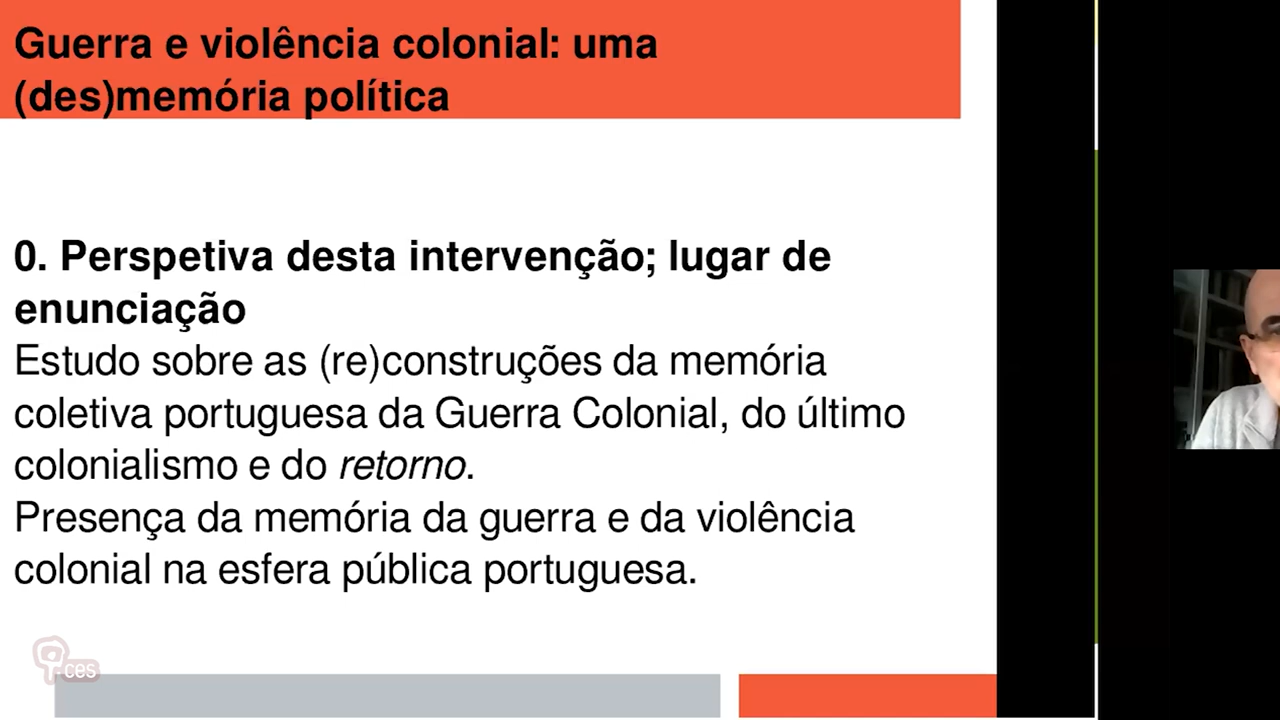 Guerra e violência colonial: uma
(des)memória política
0. Perspetiva desta intervenção; lugar de
enunciação
Estudo sobre as (re)construções da memória
coletiva portuguesa da Guerra Colonial, do último
colonialismo e do retorno.
Presença da memória da guerra e da violência
colonial na esfera pública portuguesa.
ces